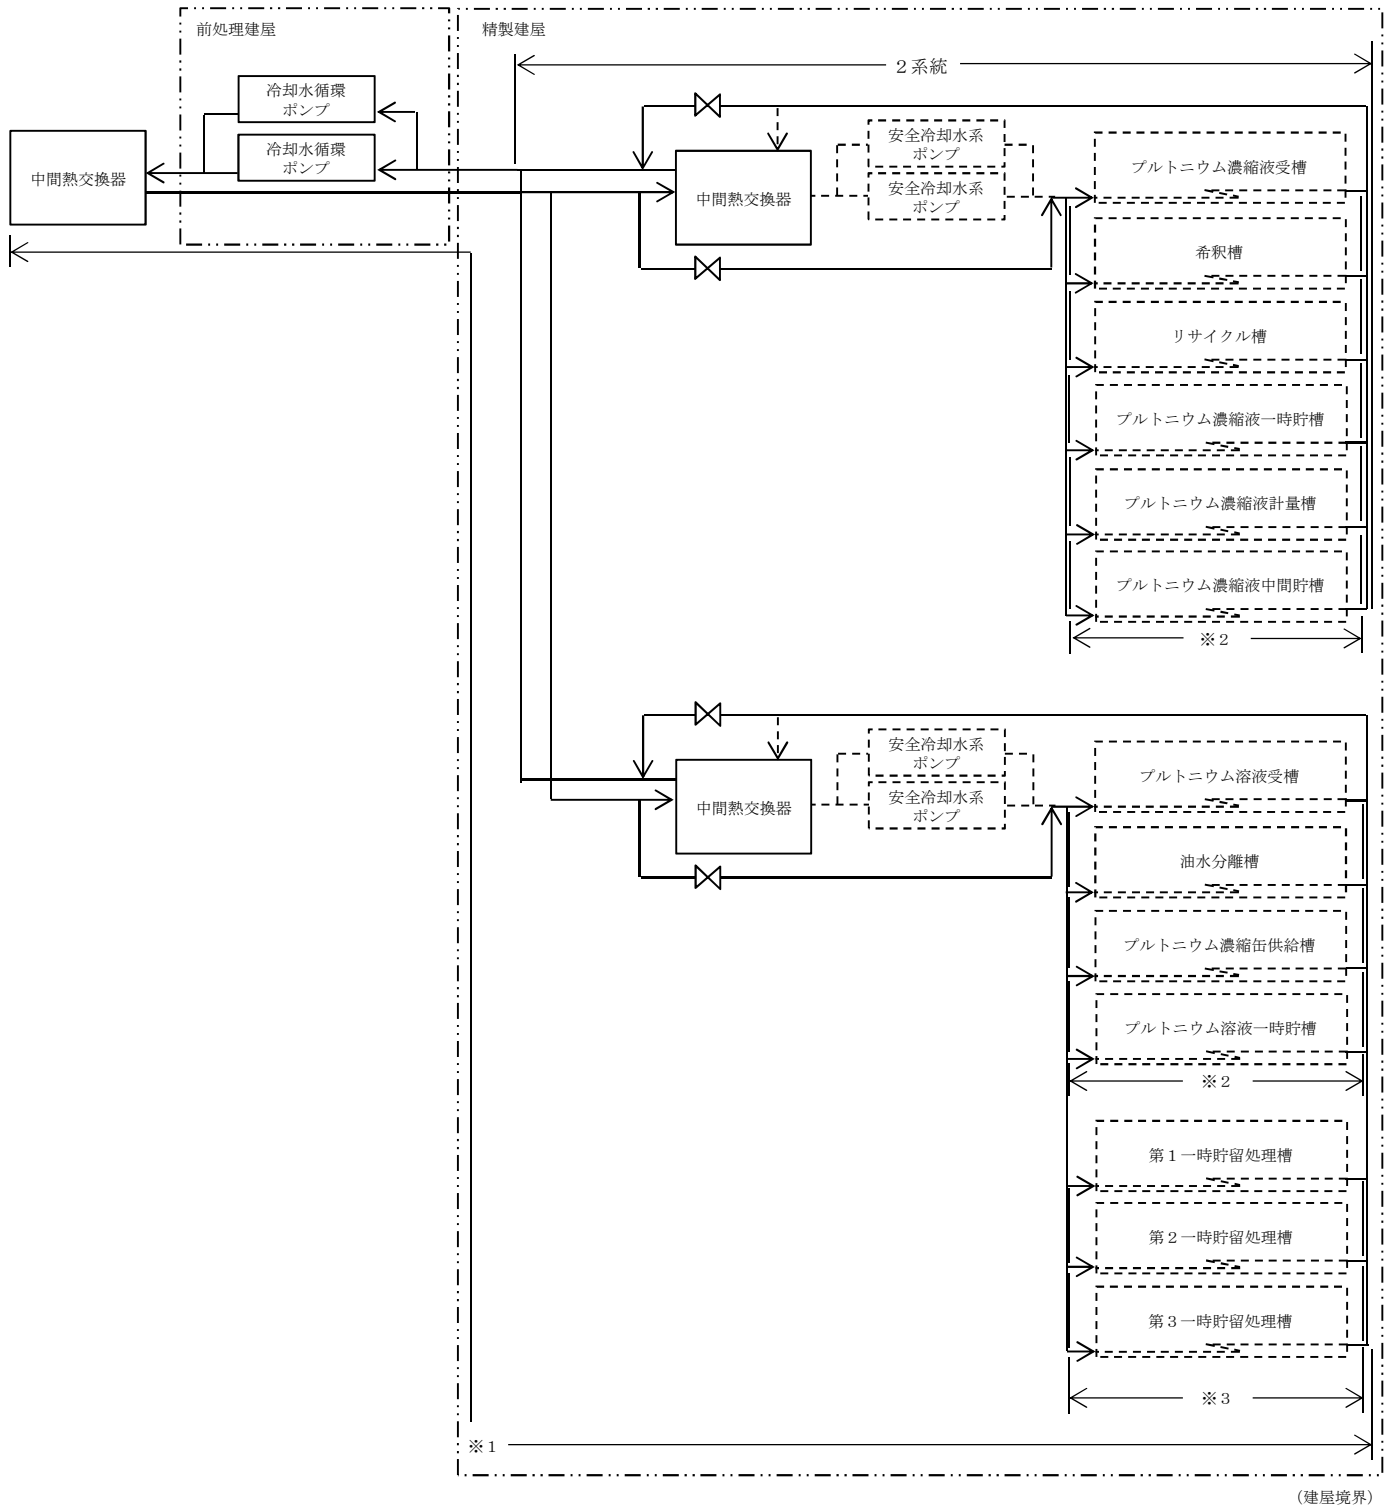 前処理建屋
精製建屋
２系統
冷却水循環
ポンプ
冷却水循環
ポンプ
中間熱交換器
中間熱交換器
安全冷却水系
ポンプ
安全冷却水系
ポンプ
プルトニウム濃縮液受槽
希釈槽
リサイクル槽
プルトニウム濃縮液一時貯槽
プルトニウム濃縮液計量槽
プルトニウム濃縮液中間貯槽
※２
中間熱交換器
安全冷却水系
ポンプ
安全冷却水系
ポンプ
プルトニウム溶液受槽
油水分離槽
プルトニウム濃縮缶供給槽
プルトニウム溶液一時貯槽
※２
第１一時貯留処理槽
第２一時貯留処理槽
第３一時貯留処理槽
※３
※１
（建屋境界）